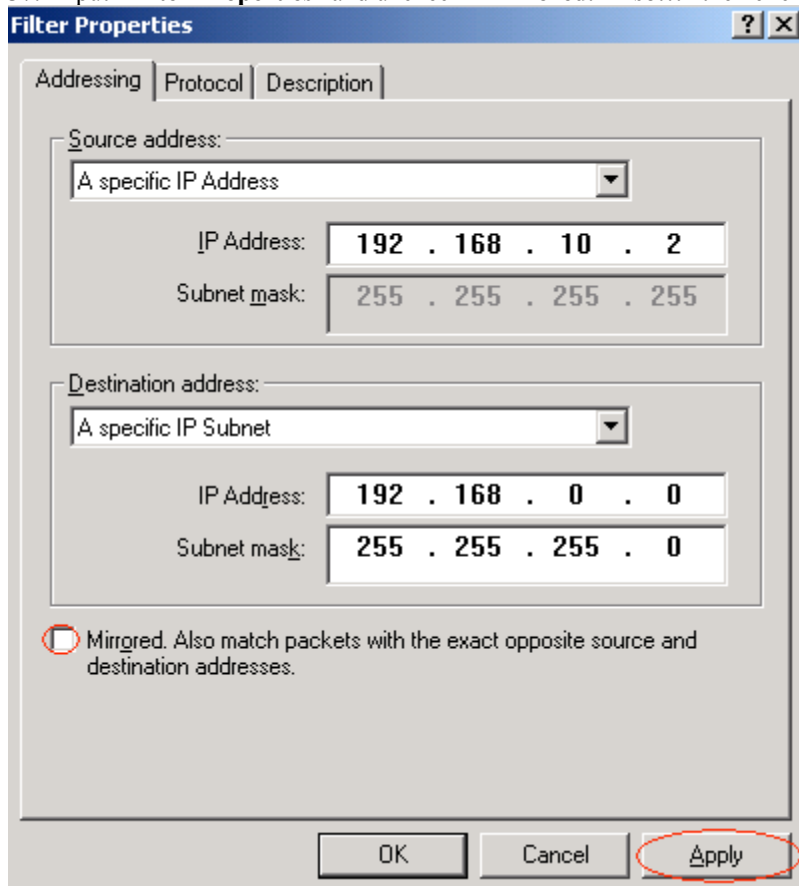 Filter Properties
Addressing Protocol Description
Source address:
A specific IP Address
IP Address: 192 . 168 . 10 . 2
Subnet mask: 255 . 255 . 255 . 255
Destination address:
A specific IP Subnet
IP Address: 192 . 168 . 0 . 0
Subnet mask: 255 . 255 . 255 . 0
Mirrored. Also match packets with the exact opposite source and
destination addresses.
OK Cancel Apply